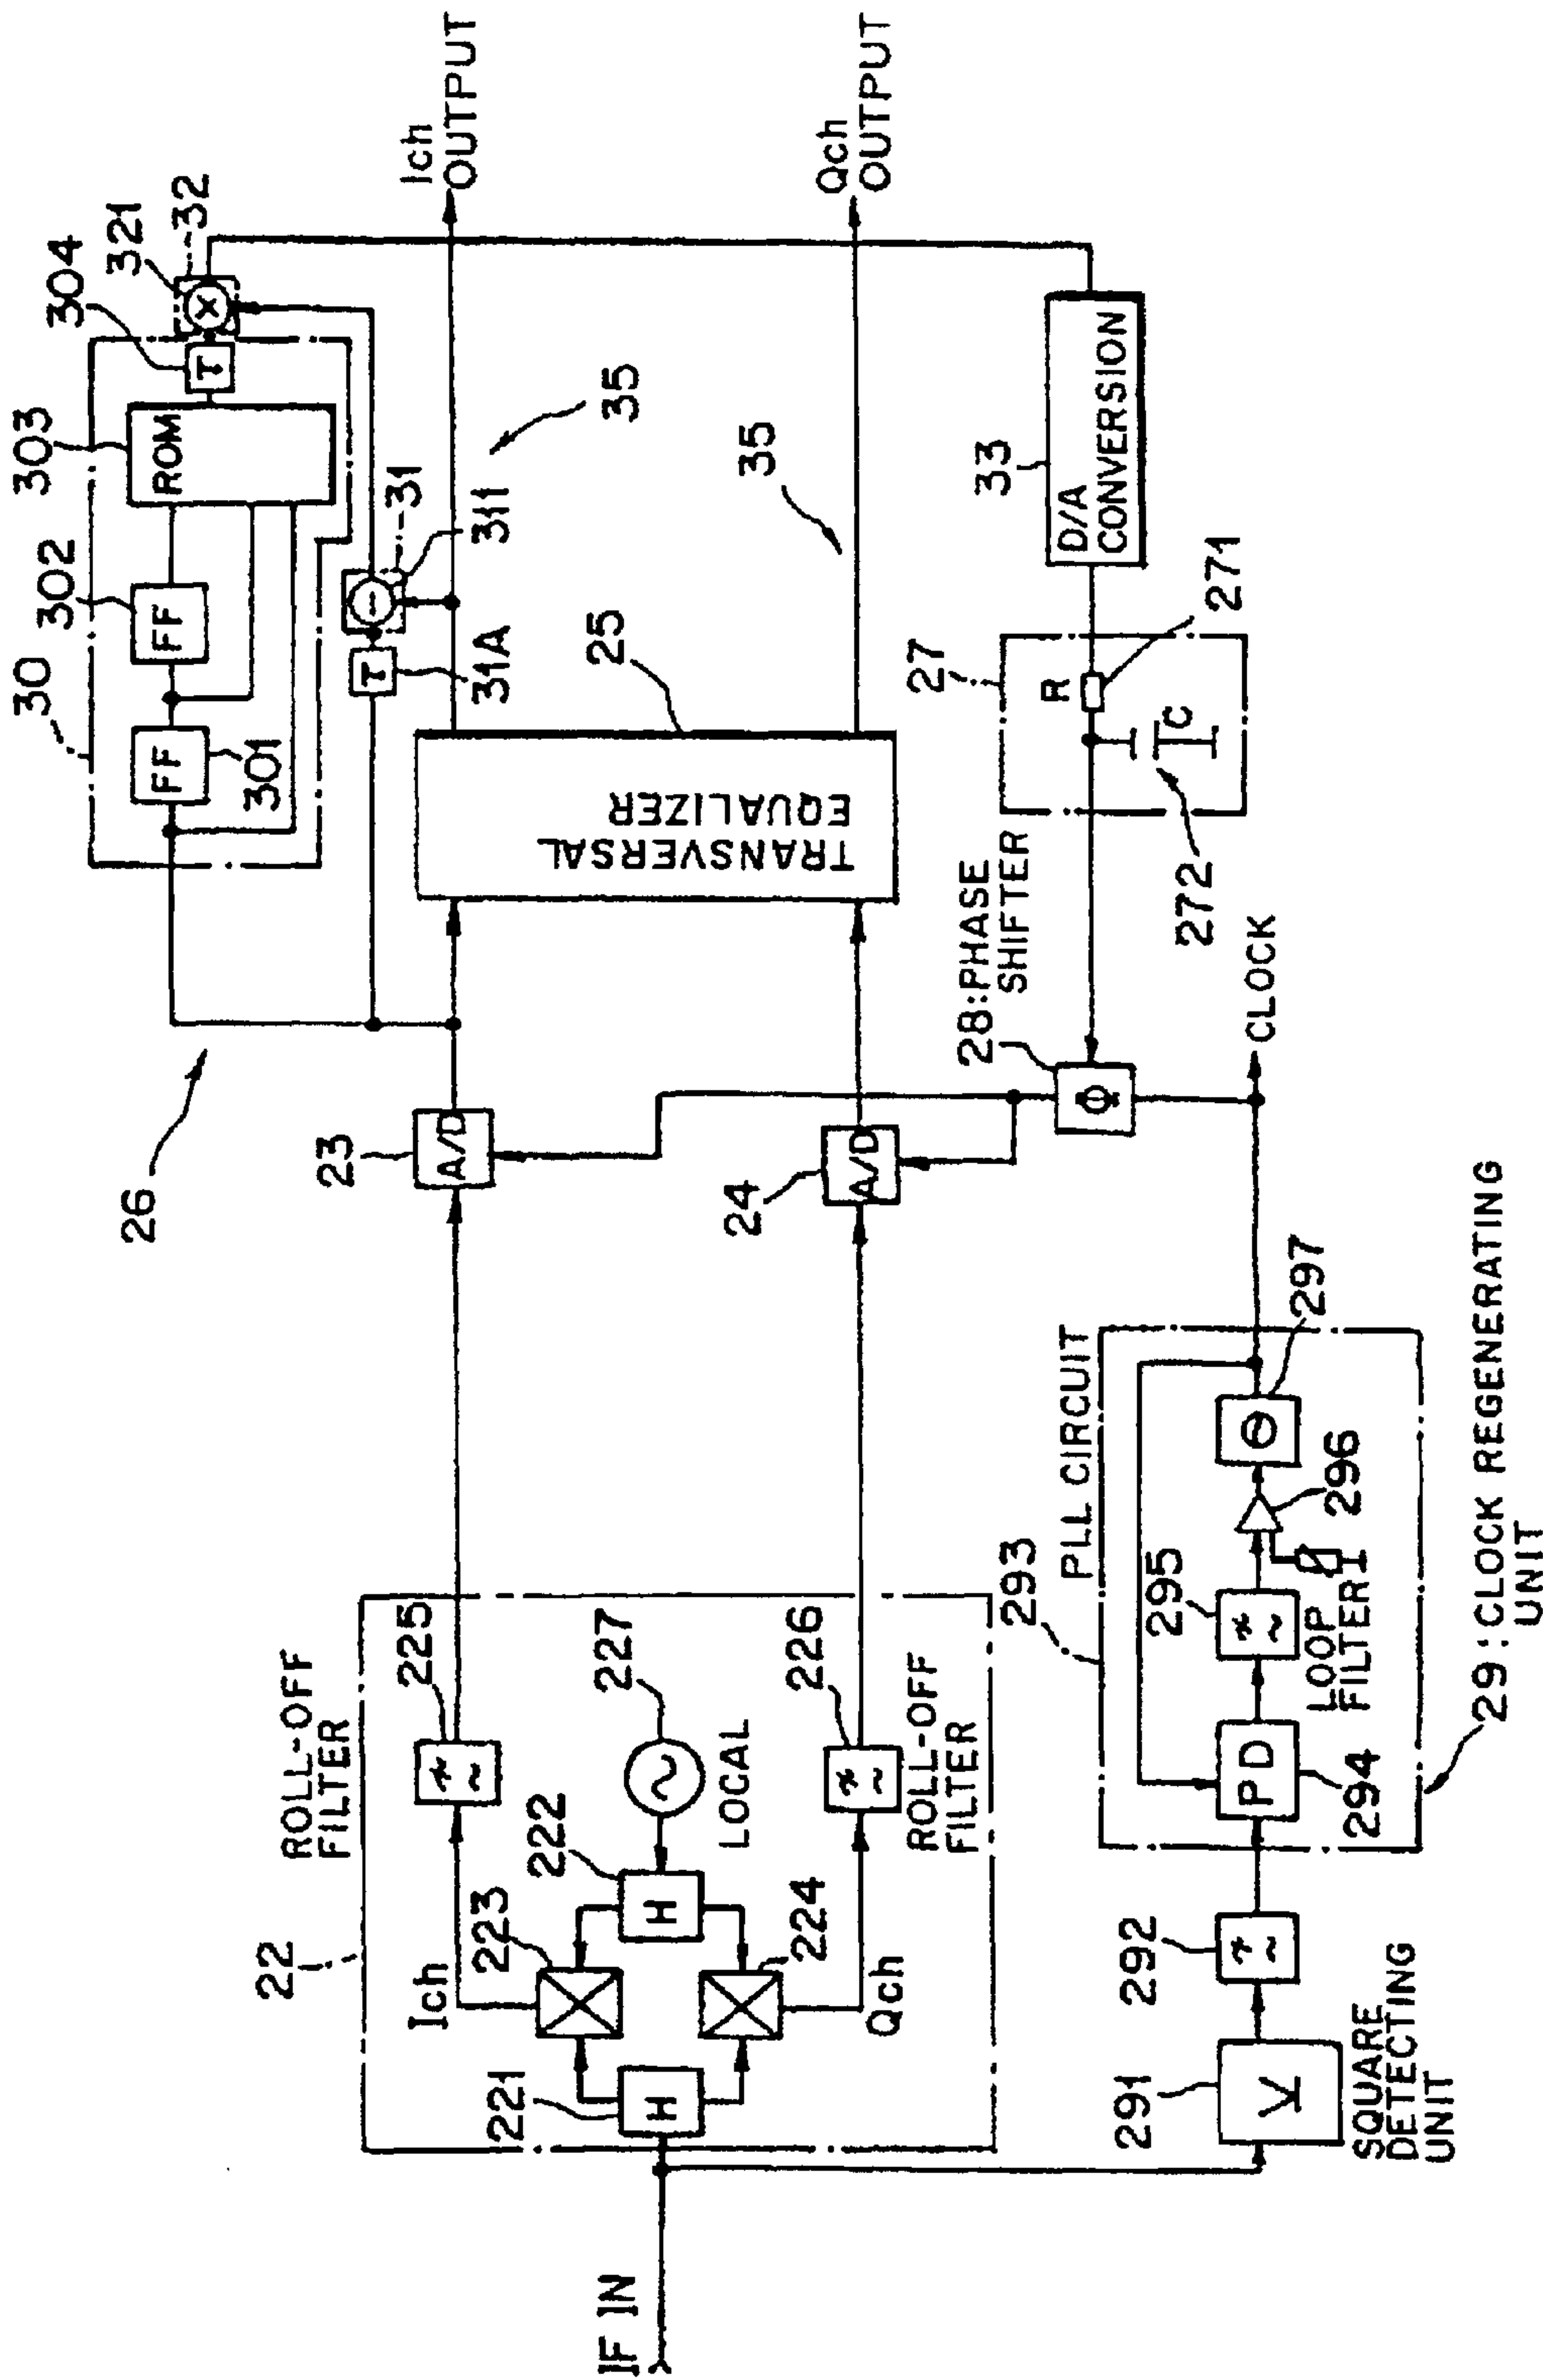 IF IN
22
ROLL-OFF
FILTER
225
Ich
223
221
H
222
H
227
LOCAL
224
Qch
226
ROLL-OFF
FILTER
26
23
A/D
24
A/D
30
FF
301
302
FF
303
ROM
304
T
321
32
X
31A
T
31
311
25
TRANSVERSAL
EQUALIZER
35
35
Ich
OUTPUT
Qch
OUTPUT
33
D/A
CONVERSION
27
R
271
C
272
28:PHASE
SHIFTER
Φ
CLOCK
291
SQUARE
DETECTING
UNIT
292
293
PLL CIRCUIT
PD
294
295
LOOP
FILTER
296
297
Θ
29:CLOCK REGENERATING
UNIT